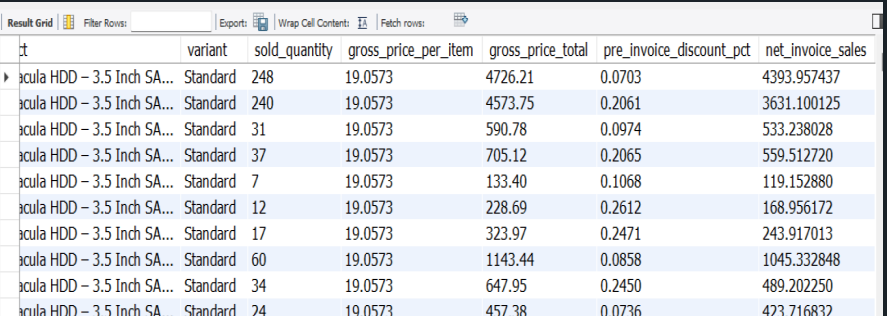 Result Grid Filter Rows: Export: Wrap Cell Content: Fetch rows:
ct variant sold_quantity gross_price_per_item gross_price_total pre_invoice_discount_pct net_invoice_sales
acula HDD – 3.5 Inch SA... Standard 248 19.0573 4726.21 0.0703 4393.957437
acula HDD – 3.5 Inch SA... Standard 240 19.0573 4573.75 0.2061 3631.100125
acula HDD – 3.5 Inch SA... Standard 31 19.0573 590.78 0.0974 533.238028
acula HDD – 3.5 Inch SA... Standard 37 19.0573 705.12 0.2065 559.512720
acula HDD – 3.5 Inch SA... Standard 7 19.0573 133.40 0.1068 119.152880
acula HDD – 3.5 Inch SA... Standard 12 19.0573 228.69 0.2612 168.956172
acula HDD – 3.5 Inch SA... Standard 17 19.0573 323.97 0.2471 243.917013
acula HDD – 3.5 Inch SA... Standard 60 19.0573 1143.44 0.0858 1045.332848
acula HDD – 3.5 Inch SA... Standard 34 19.0573 647.95 0.2450 489.202250
acula HDD – 3.5 Inch SA... Standard 24 19.0573 457.38 0.0736 423.716832